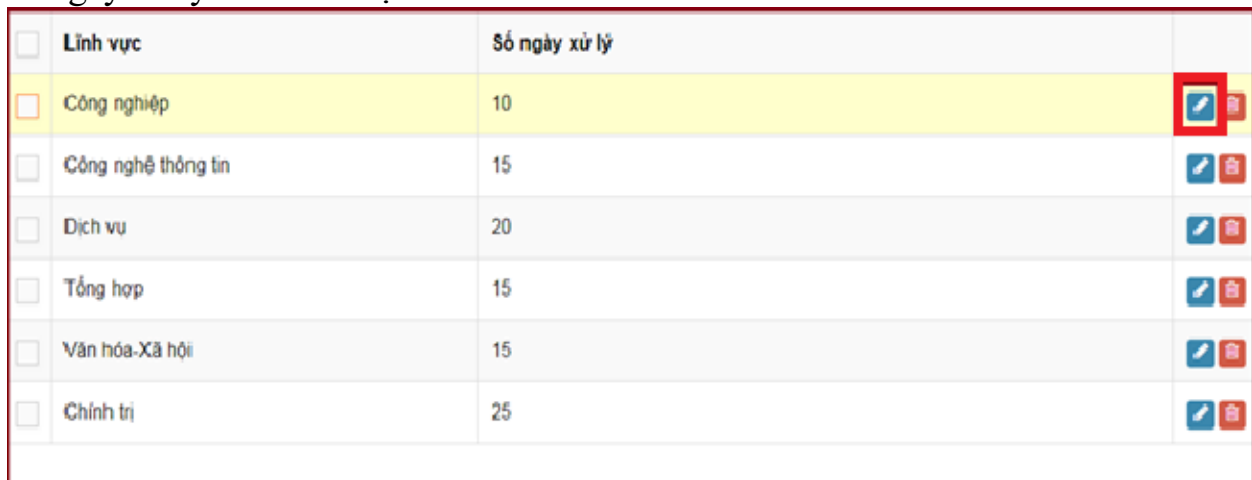 Lĩnh vực Số ngày xử lý
Công nghiệp 10
Công nghệ thông tin 15
Dịch vụ 20
Tổng hợp 15
Văn hóa-Xã hội 15
Chính trị 25